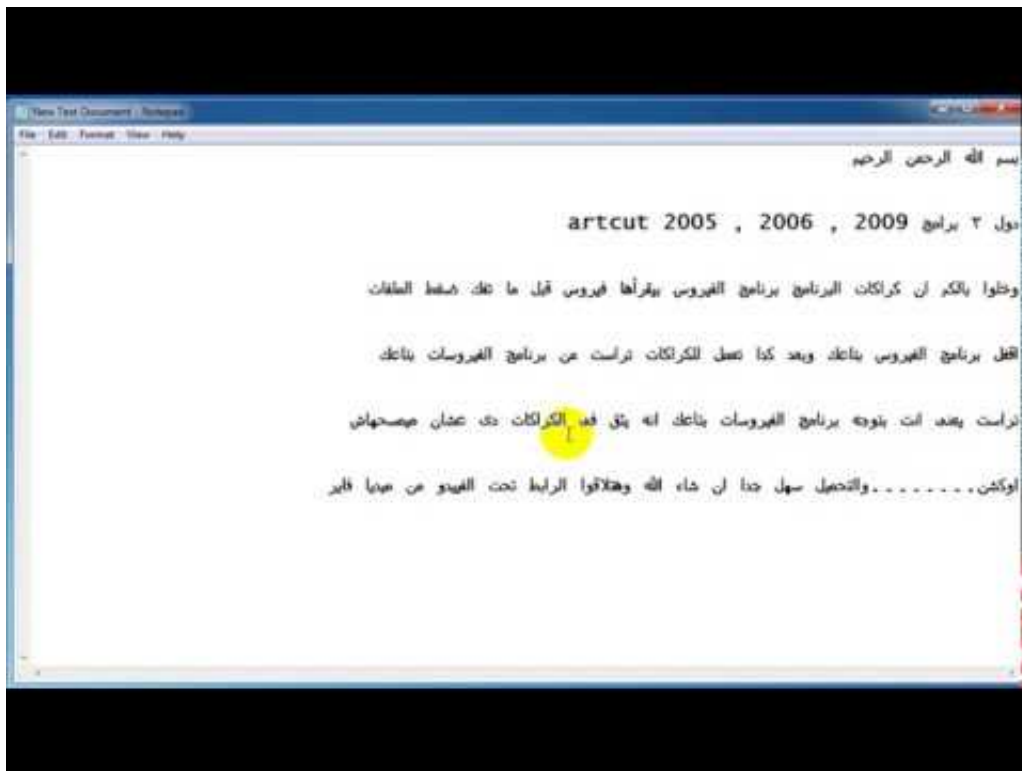 New Text Document - Notepad
File Edit Format View Help
بسم الله الرحمن الرحيم
دول ٣ برامج artcut 2005 , 2006 , 2009
وخلوا بالكم ان كراكات البرنامج برنامج الفيروس بيقرأها فيروس قبل ما تفك ضغط الملفات
اقفل برنامج الفيروس بتاعك وبعد كدا تعمل للكراكات تراست من برنامج الفيروسات بتاعك
تراست يعنى انت بتوجه برنامج الفيروسات بتاعك انه يثق فى الكراكات دى عشان ميمسحهاش
اوكشن.........والتحميل سهل جدا ان شاء الله وهتلاقوا الرابط تحت الفيديو من ميديا فاير